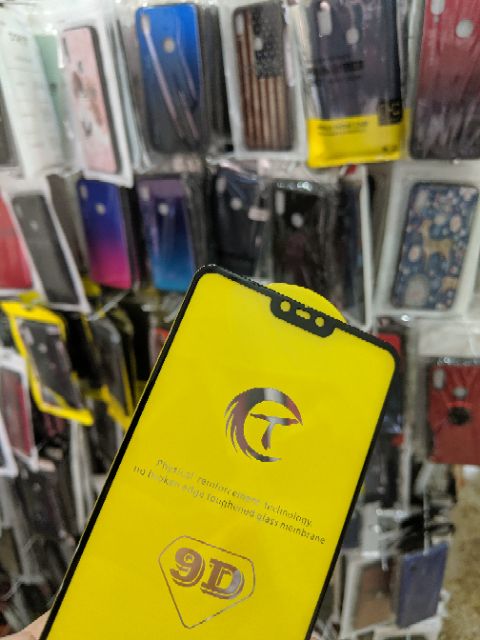 T
Physical reinforcement technology,
no broken edge toughened glass membrane
9D